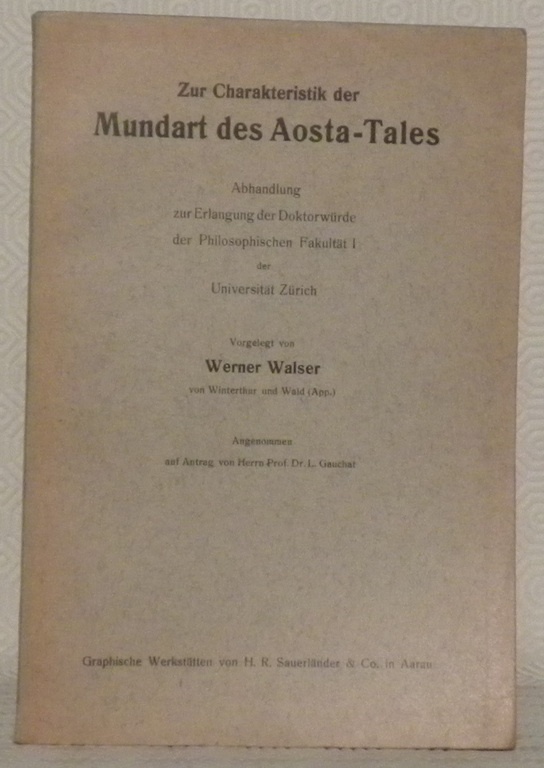 Zur Charakteristik der
Mundart des Aosta-Tales
Abhandlung
zur Erlangung der Doktorwürde
der Philosophischen Fakultät I
der
Universität Zürich
Vorgelegt von
Werner Walser
von Winterthur und Wald (App.)
Angenommen
auf Antrag von Herrn Prof. Dr. L. Gauchat
Graphische Werkstätten von H. R. Sauerländer & Co. in Aarau